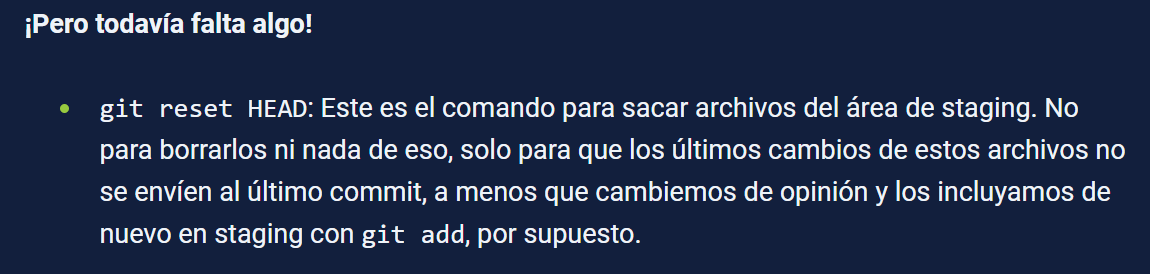 ¡Pero todavía falta algo!
git reset HEAD: Este es el comando para sacar archivos del área de staging. No
para borrarlos ni nada de eso, solo para que los últimos cambios de estos archivos no
se envíen al último commit, a menos que cambiemos de opinión y los incluyamos de
nuevo en staging con git add, por supuesto.